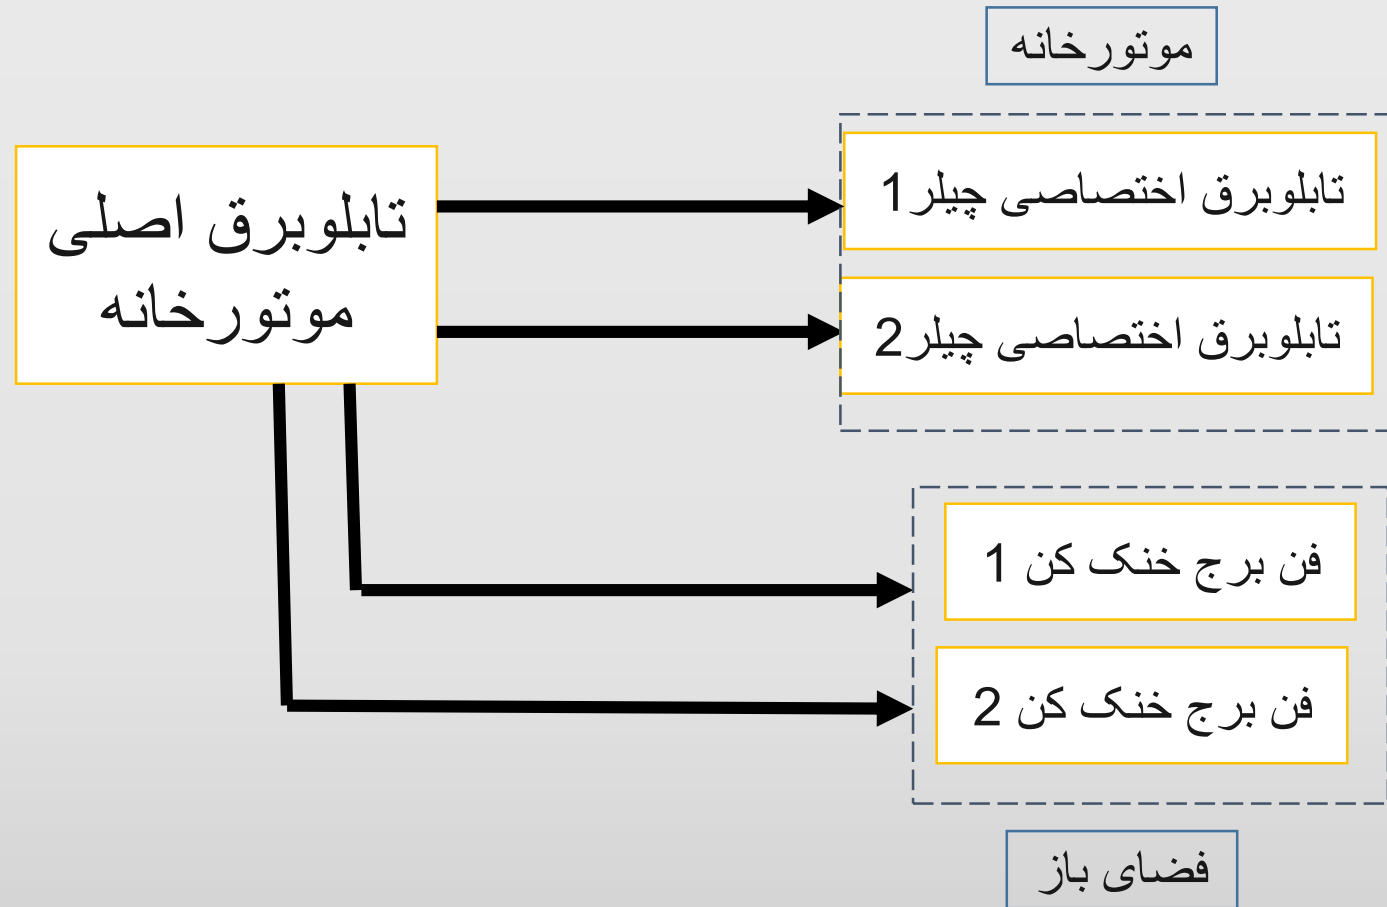 موتورخانه
تابلوبرق اصلی
موتورخانه
تابلوبرق اختصاصی چیلر1
تابلوبرق اختصاصی چیلر2
فن برج خنک کن 1
فن برج خنک کن 2
فضای باز